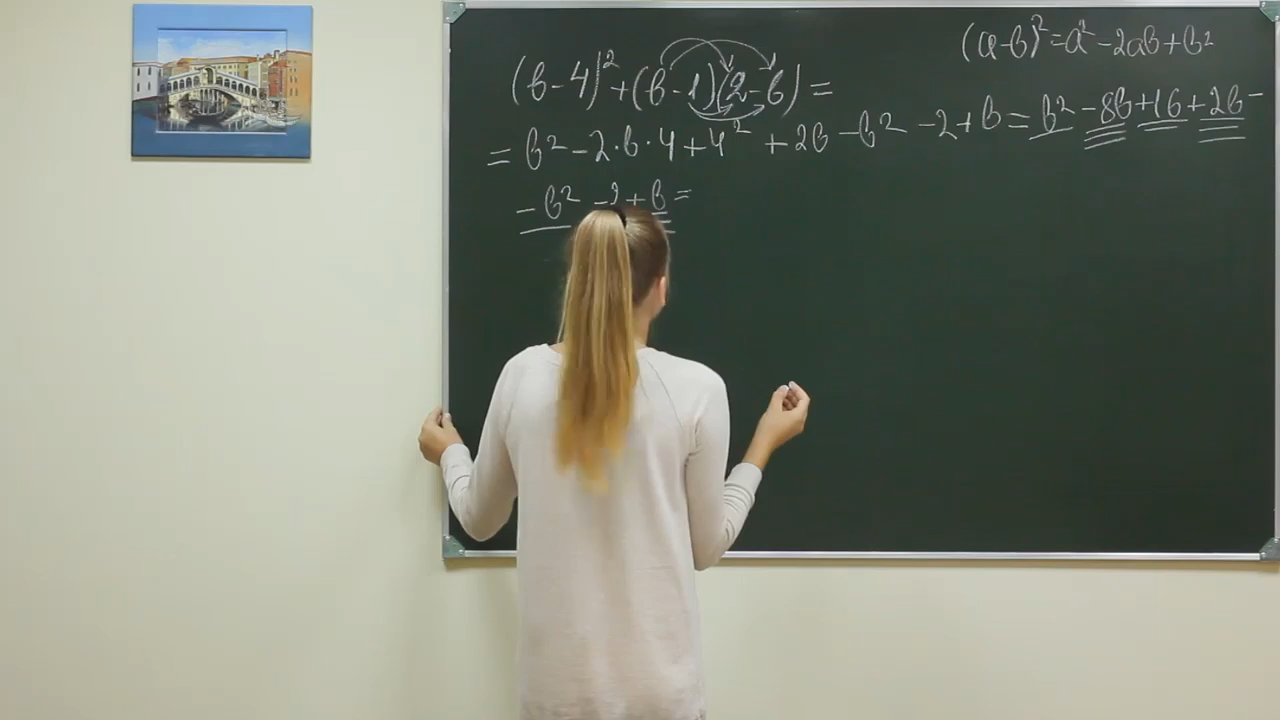 (a-b)²=a²-2ab+b²
(b-4)²+(b-1)(2-b)=
=b²-2·b·4+4²+2b-b²-2+b=b²-8b+16+2b-
-b²-2+b=